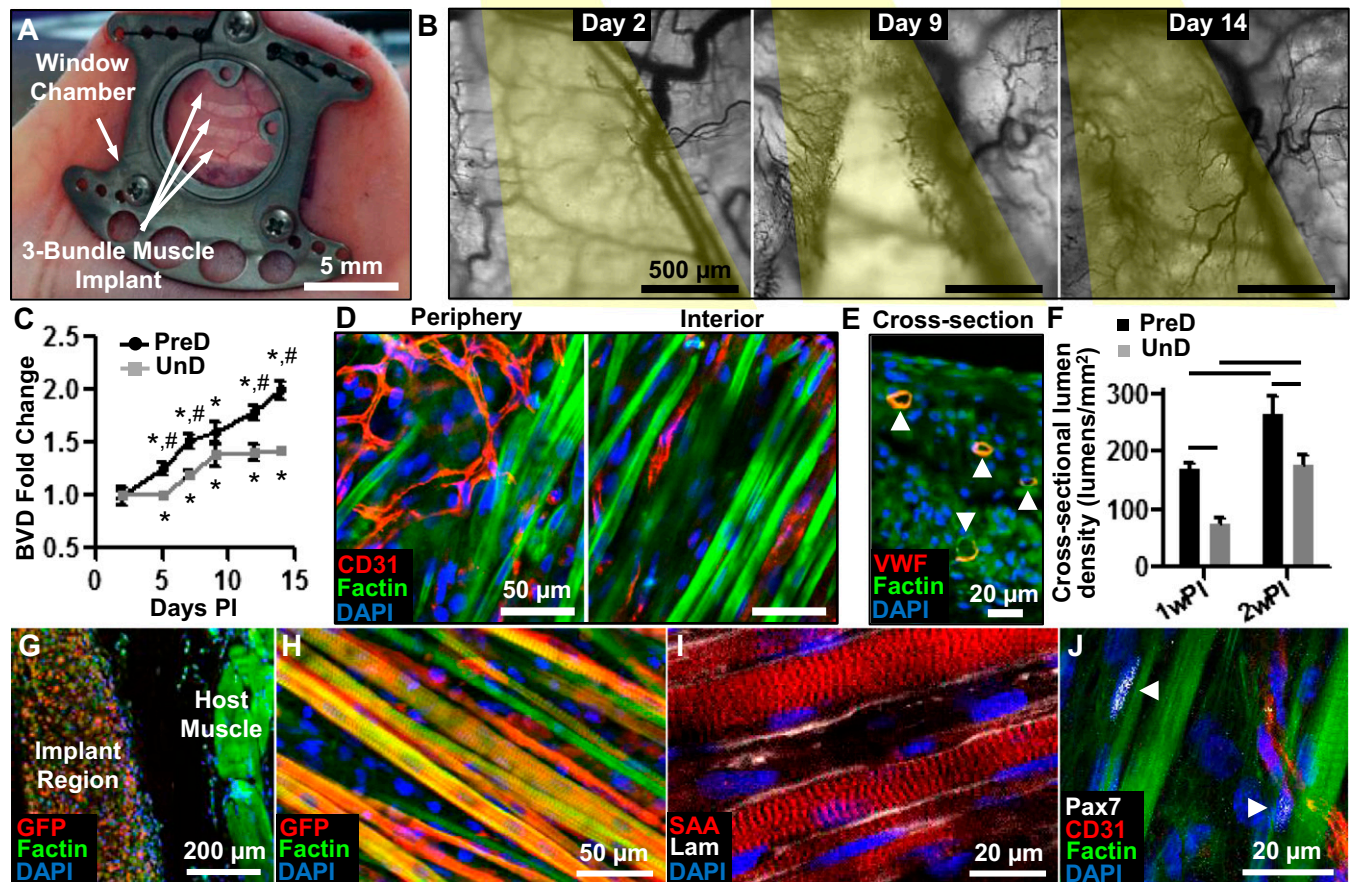 A
Window
Chamber
3-Bundle Muscle
Implant
5 mm
B
Day 2
Day 9
Day 14
500 µm
C
2.5
2.0
1.5
1.0
0.5
BVD Fold Change
PreD
UnD
*,#
*,#
*
*,#
*,#
*
*
*
*
*
0
5
10
15
Days PI
D
Periphery
Interior
CD31
Factin
DAPI
50 µm
E
Cross-section
VWF
Factin
DAPI
20 µm
F
PreD
UnD
Cross-sectional lumen
density (lumens/mm²)
300
200
100
0
1wPI
2wPI
G
Implant
Region
Host
Muscle
GFP
Factin
DAPI
200 µm
H
GFP
Factin
DAPI
50 µm
I
SAA
Lam
DAPI
20 µm
J
Pax7
CD31
Factin
DAPI
20 µm